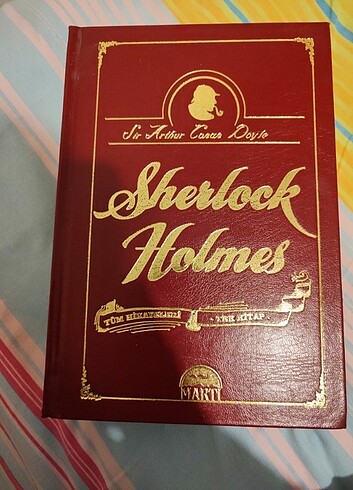 Sir Arthur Conan Doyle
Sherlock
Holmes
TÜM HİKAYELERİ - TEK KİTAP -
MARTI